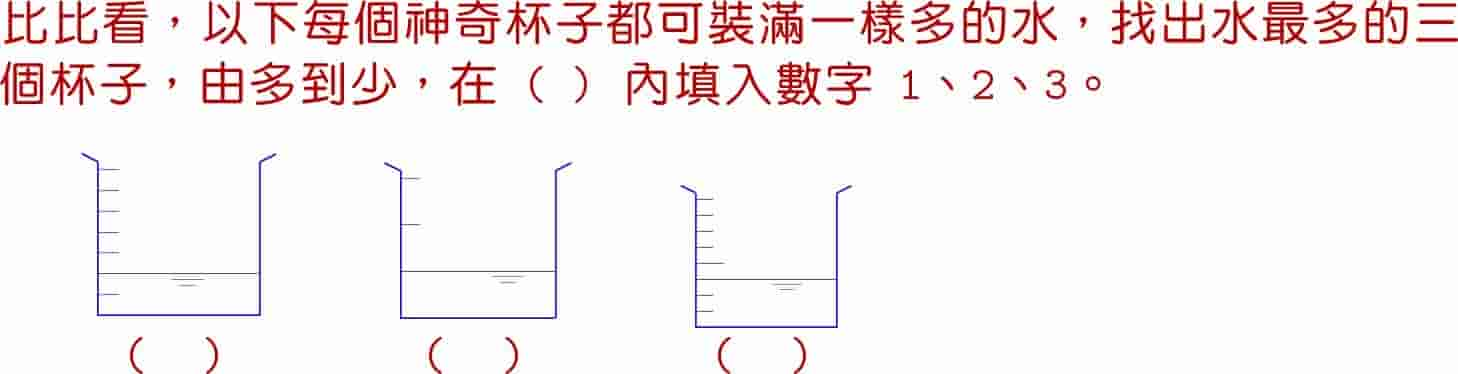 比比看，以下每個神奇杯子都可裝滿一樣多的水，找出水最多的三
個杯子，由多到少，在（ ）內填入數字 1、2、3。
（ ） （ ） （ ）